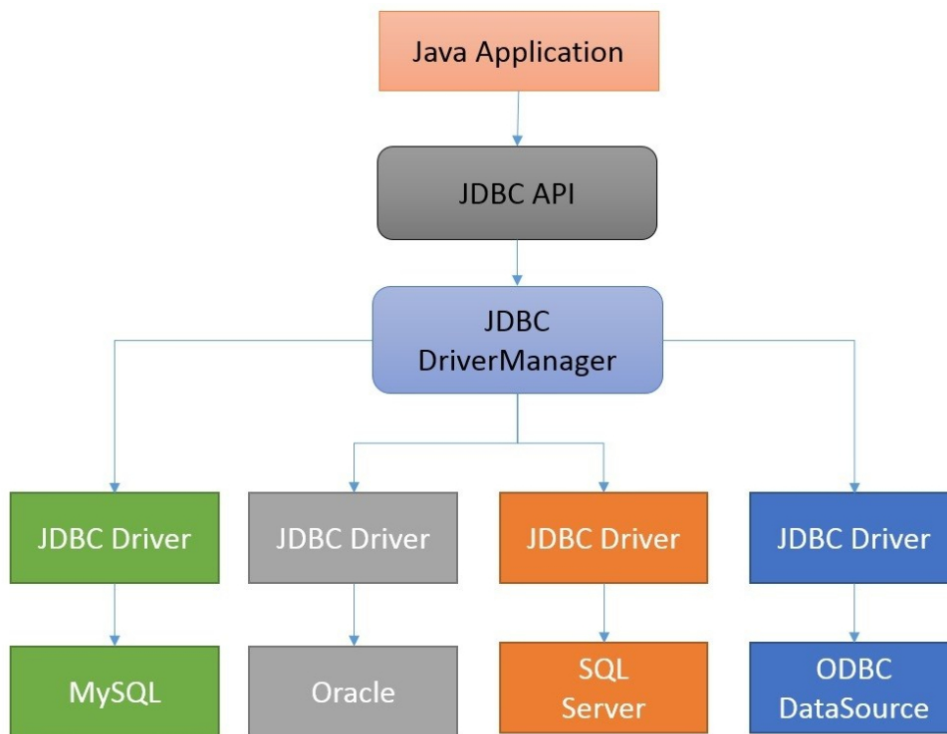 Java Application
JDBC API
JDBC
DriverManager
JDBC Driver
JDBC Driver
JDBC Driver
JDBC Driver
MySQL
Oracle
SQL
Server
ODBC
DataSource